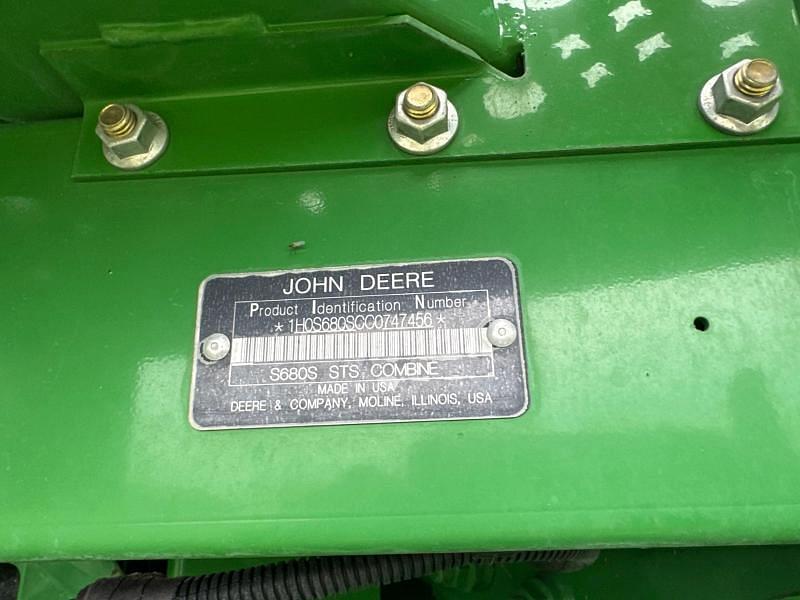 JOHN DEERE
Product Identification Number
* 1H0S680SCC0747456 *
S680S STS COMBINE
MADE IN USA
DEERE & COMPANY, MOLINE, ILLINOIS, USA